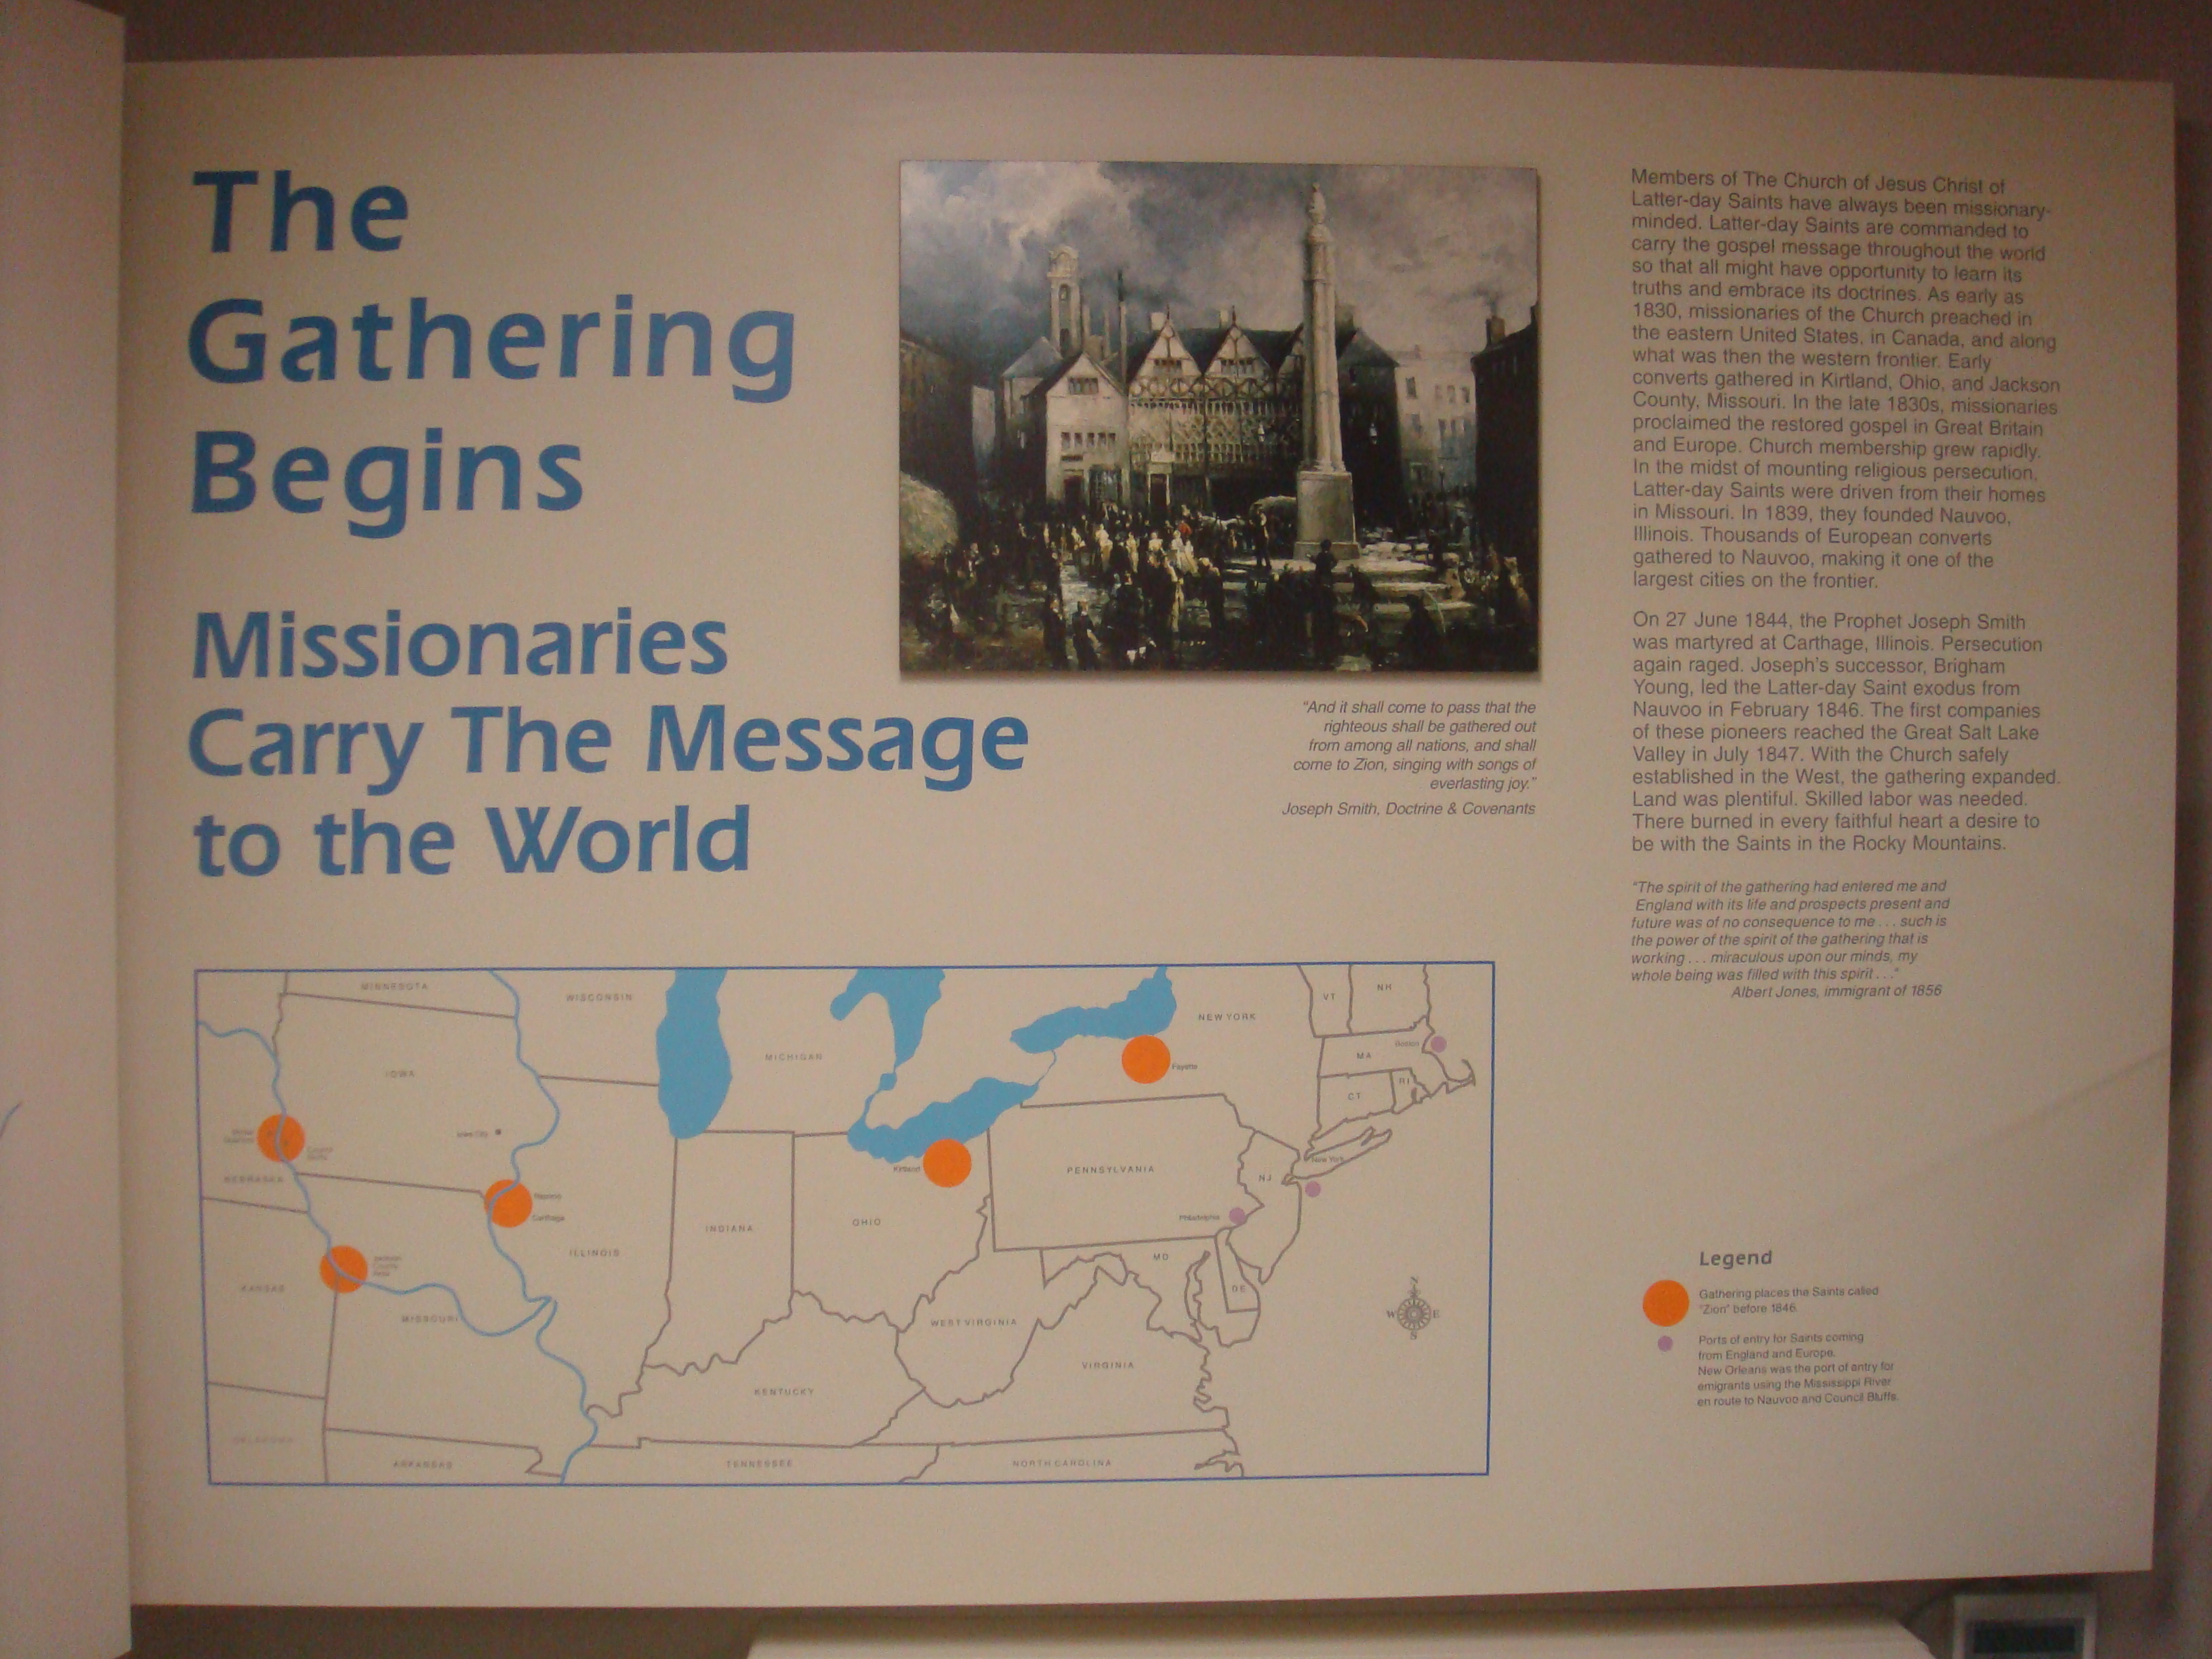 The
Gathering
Begins
Missionaries
Carry The Message
to the World
"And it shall come to pass that the
righteous shall be gathered out
from among all nations, and shall
come to Zion, singing with songs of
everlasting joy."
Joseph Smith, Doctrine & Covenants
Members of The Church of Jesus Christ of
Latter-day Saints have always been missionary-
minded. Latter-day Saints are commanded to
carry the gospel message throughout the world
so that all might have opportunity to learn its
truths and embrace its doctrines. As early as
1830, missionaries of the Church preached in
the eastern United States, in Canada, and along
what was then the western frontier. Early
converts gathered in Kirtland, Ohio, and Jackson
County, Missouri. In the late 1830s, missionaries
proclaimed the restored gospel in Great Britain
and Europe. Church membership grew rapidly.
In the midst of mounting religious persecution,
Latter-day Saints were driven from their homes
in Missouri. In 1839, they founded Nauvoo,
Illinois. Thousands of European converts
gathered to Nauvoo, making it one of the
largest cities on the frontier.
On 27 June 1844, the Prophet Joseph Smith
was martyred at Carthage, Illinois. Persecution
again raged. Joseph's successor, Brigham
Young, led the Latter-day Saint exodus from
Nauvoo in February 1846. The first companies
of these pioneers reached the Great Salt Lake
Valley in July 1847. With the Church safely
established in the West, the gathering expanded.
Land was plentiful. Skilled labor was needed.
There burned in every faithful heart a desire to
be with the Saints in the Rocky Mountains.
"The spirit of the gathering had entered me and
England with its life and prospects present and
future was of no consequence to me . . . such is
the power of the spirit of the gathering that is
working . . . miraculous upon our minds, my
whole being was filled with this spirit . . ."
Albert Jones, immigrant of 1856
MINNESOTA
WISCONSIN
MICHIGAN
NEW YORK
VT
NH
IOWA
Fayette
MA
Boston
CT
RI
Iowa City
Kirtland
PENNSYLVANIA
New York
NJ
NEBRASKA
Nauvoo
Carthage
Philadelphia
INDIANA
OHIO
ILLINOIS
MD
DE
Jackson
County
KANSAS
MISSOURI
WEST VIRGINIA
VIRGINIA
KENTUCKY
OKLAHOMA
ARKANSAS
TENNESSEE
NORTH CAROLINA
N
W E
S
Legend
Gathering places the Saints called
"Zion" before 1846.
Ports of entry for Saints coming
from England and Europe.
New Orleans was the port of entry for
emigrants using the Mississippi River
en route to Nauvoo and Council Bluffs.